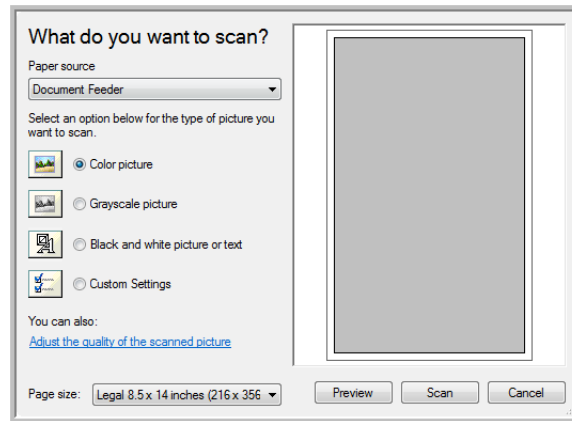 What do you want to scan?
Paper source
Document Feeder
Select an option below for the type of picture you
want to scan.
Color picture
Grayscale picture
Black and white picture or text
Custom Settings
You can also:
Adjust the quality of the scanned picture
Page size: Legal 8.5 x 14 inches (216 x 356
Preview Scan Cancel